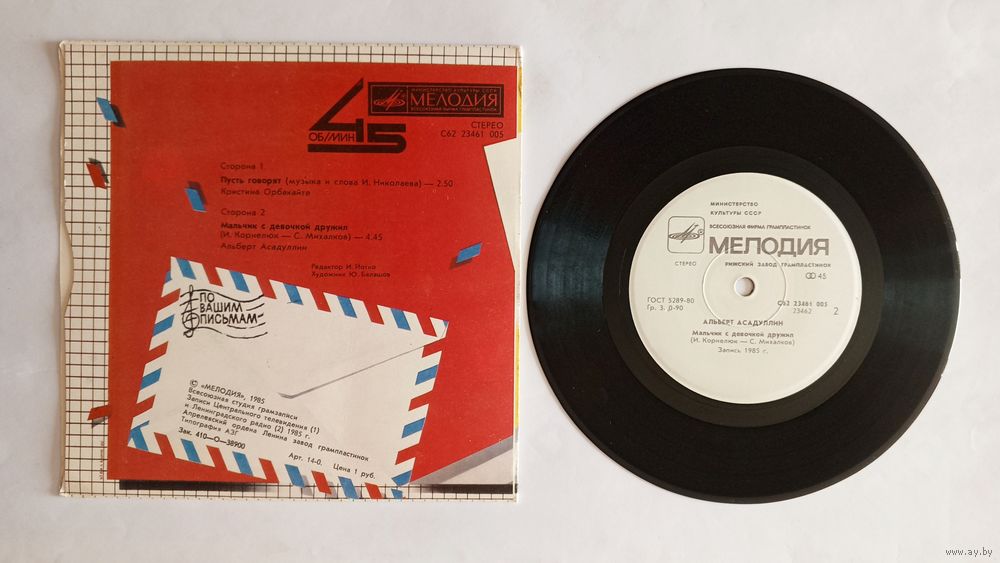 45
ОБ/МИН
МИНИСТЕРСТВО КУЛЬТУРЫ СССР
МЕЛОДИЯ
ВСЕСОЮЗНАЯ ФИРМА ГРАМПЛАСТИНОК
СТЕРЕО
С62 23461 005
Сторона 1
Пусть говорят (музыка и слова И. Николаева) — 2.50
Кристина Орбакайте
Сторона 2
Мальчик с девочкой дружил
(И. Корнелюк — С. Михалков) — 4.45
Альберт Асадуллин
Редактор И. Йотко
Художник Ю. Балашов
ПО
ВАШИМ
ПИСЬМАМ
© «МЕЛОДИЯ», 1985
Всесоюзная студия грамзаписи
Записи Центрального телевидения (1)
и Ленинградского радио (2) 1985 г.
Апрелевский ордена Ленина завод грампластинок
Типография АЗГ
Зак. 410—О—38900
Арт. 14-0. Цена 1 руб.
МИНИСТЕРСТВО
КУЛЬТУРЫ СССР
ВСЕСОЮЗНАЯ ФИРМА ГРАМПЛАСТИНОК
МЕЛОДИЯ
СТЕРЕО
РИЖСКИЙ ЗАВОД ГРАМПЛАСТИНОК
45
ГОСТ 5289-80
Гр. 3. 0-90
С62 23461 005
23462
2
АЛЬБЕРТ АСАДУЛЛИН
Мальчик с девочкой дружил
(И. Корнелюк — С. Михалков)
Запись 1985 г.
www.ay.by